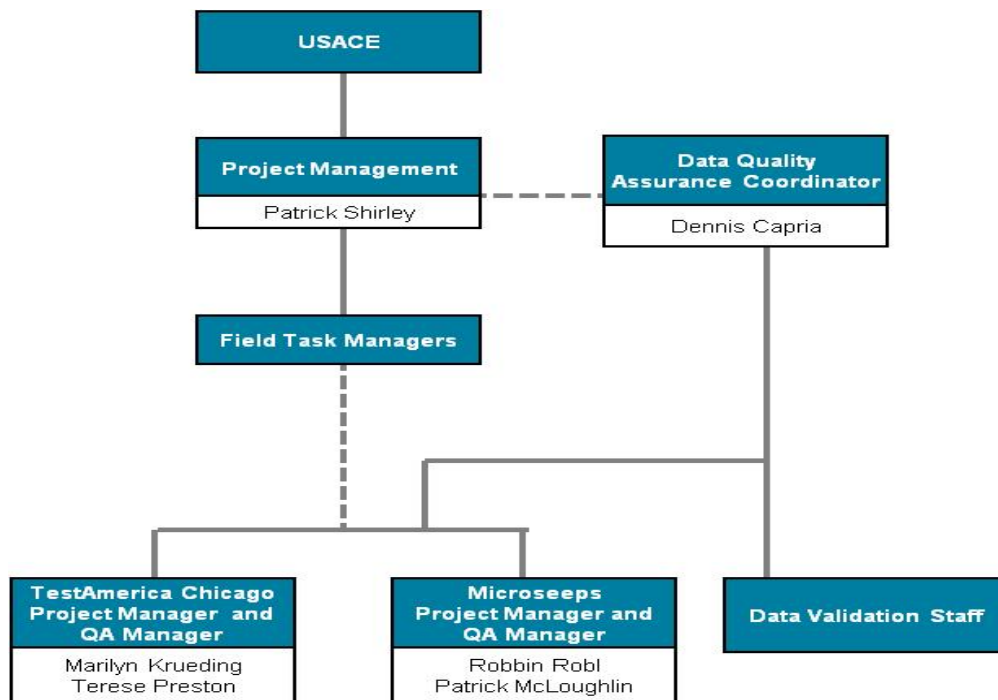 USACE
Project Management
Patrick Shirley
Data Quality
Assurance Coordinator
Dennis Capria
Field Task Managers
TestAmerica Chicago
Project Manager and
QA Manager
Marilyn Krueding
Terese Preston
Microseeps
Project Manager and
QA Manager
Robbin Robl
Patrick McLoughlin
Data Validation Staff